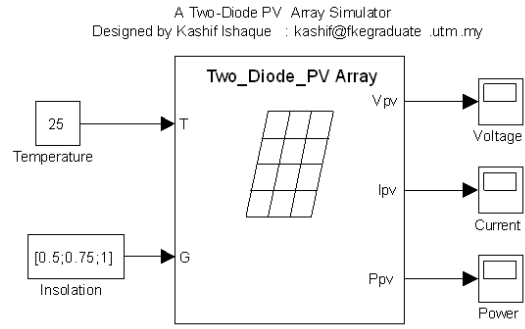 A Two-Diode PV Array Simulator
Designed by Kashif Ishaque : kashif@fkegraduate .utm .my
Two_Diode_PV Array
25
Temperature
T
[0.5;0.75;1]
Insolation
G
Vpv
Voltage
Ipv
Current
Ppv
Power